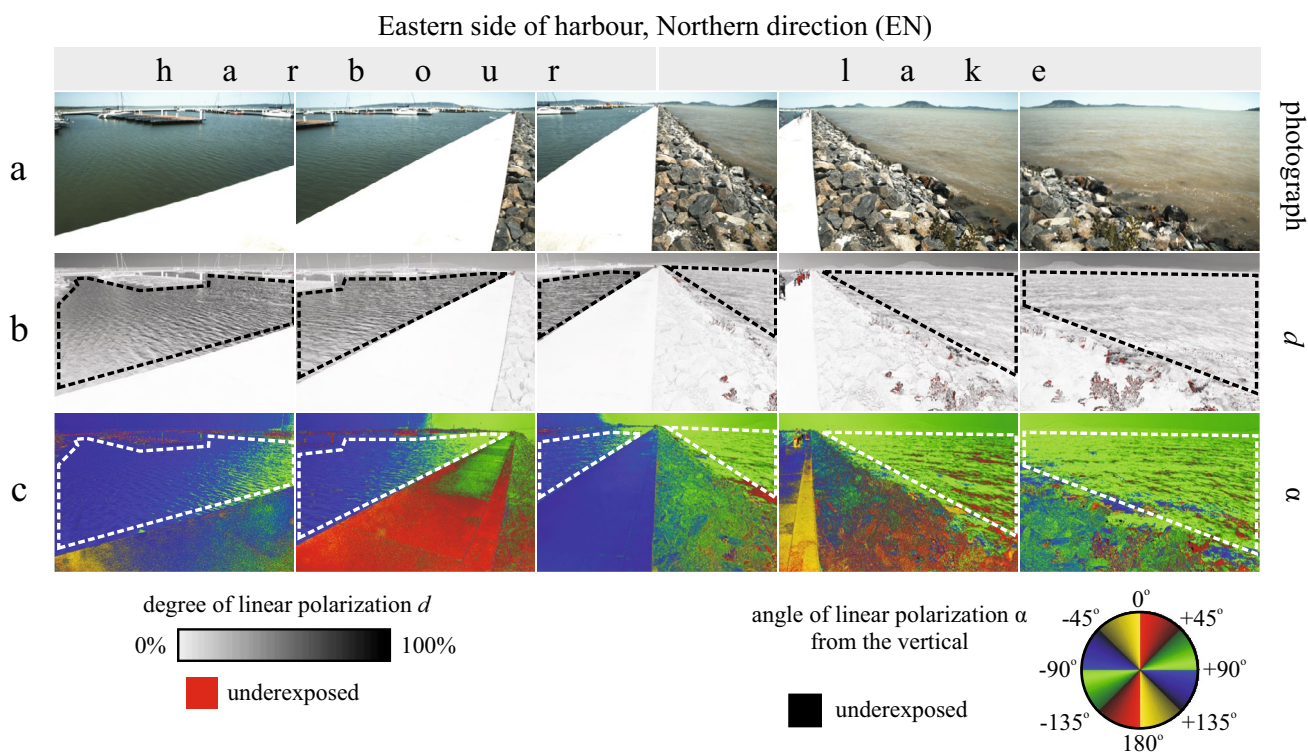 Eastern side of harbour, Northern direction (EN)
h a r b o u r l a k e
a
photograph
b
d
c
α
degree of linear polarization d
0% 100%
underexposed
angle of linear polarization α
from the vertical
underexposed
0°
-45° +45°
-90° +90°
-135° +135°
180°